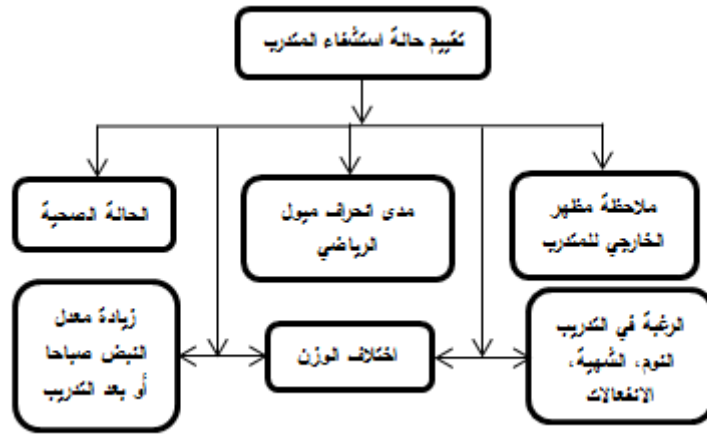 تقييم حالة استشفاء المتدرب
ملاحظة مظهر
الخارجي للمتدرب
مدى انحراف ميول
الرياضي
الحالة الصحية
الرغبة في التدريب
النوم، الشهية،
الانفعالات
اختلاف الوزن
زيادة معدل
النبض صباحا
أو بعد التدريب